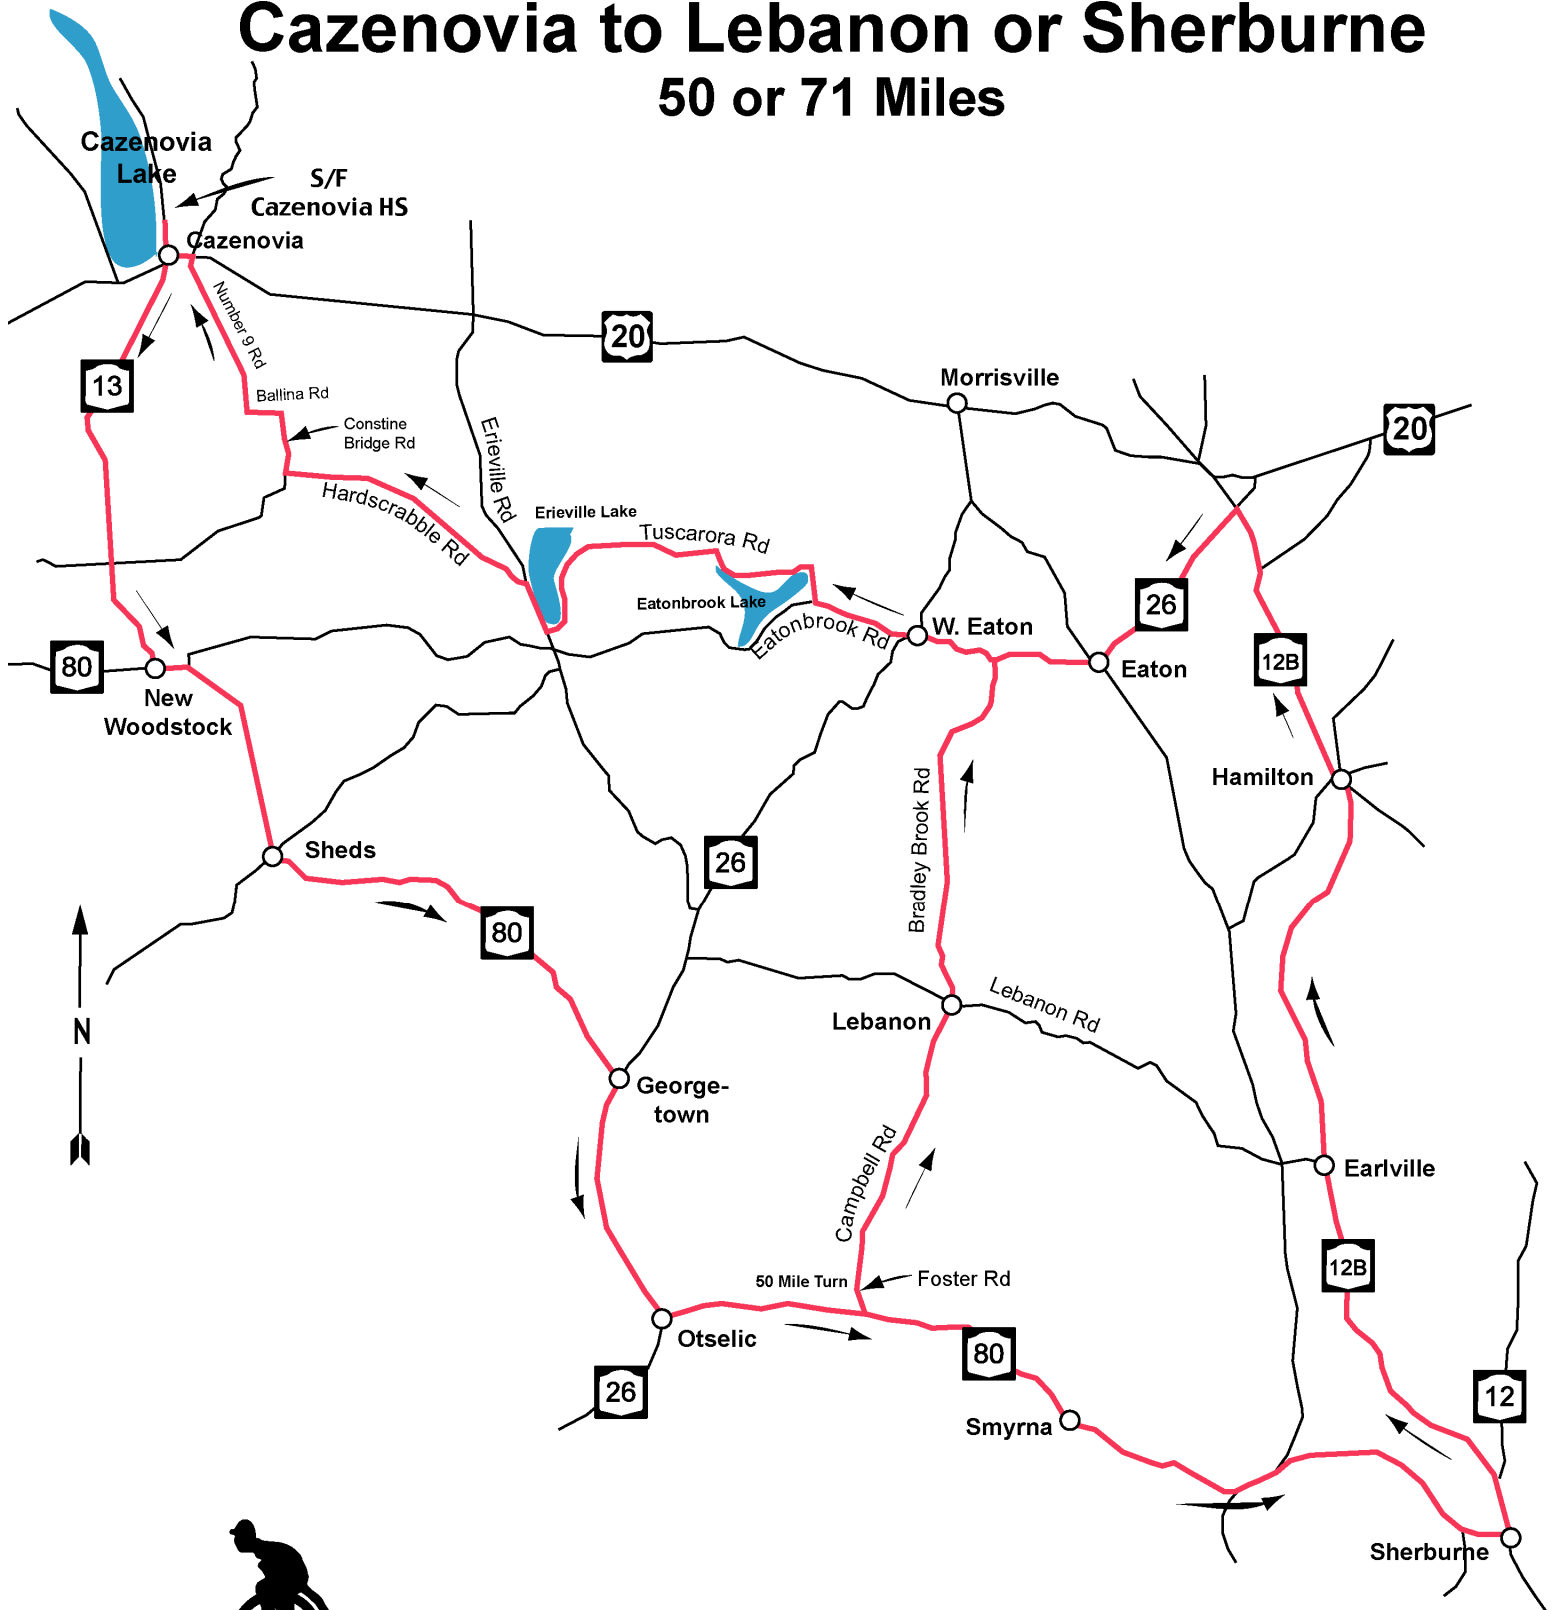 Cazenovia to Lebanon or Sherburne
50 or 71 Miles
Cazenovia
Lake
S/F
Cazenovia HS
Cazenovia
Number 9 Rd
20
13
Morrisville
Ballina Rd
Constine
Bridge Rd
20
Erieville Rd
Hardscrabble Rd
Erieville Lake
Tuscarora Rd
Eatonbrook Lake
26
Eatonbrook Rd
W. Eaton
Eaton
12B
80
New
Woodstock
Hamilton
Sheds
26
Bradley Brook Rd
80
Lebanon Rd
Lebanon
N
George-
town
Campbell Rd
Earlville
12B
50 Mile Turn
Foster Rd
Otselic
80
26
12
Smyrna
Sherburne